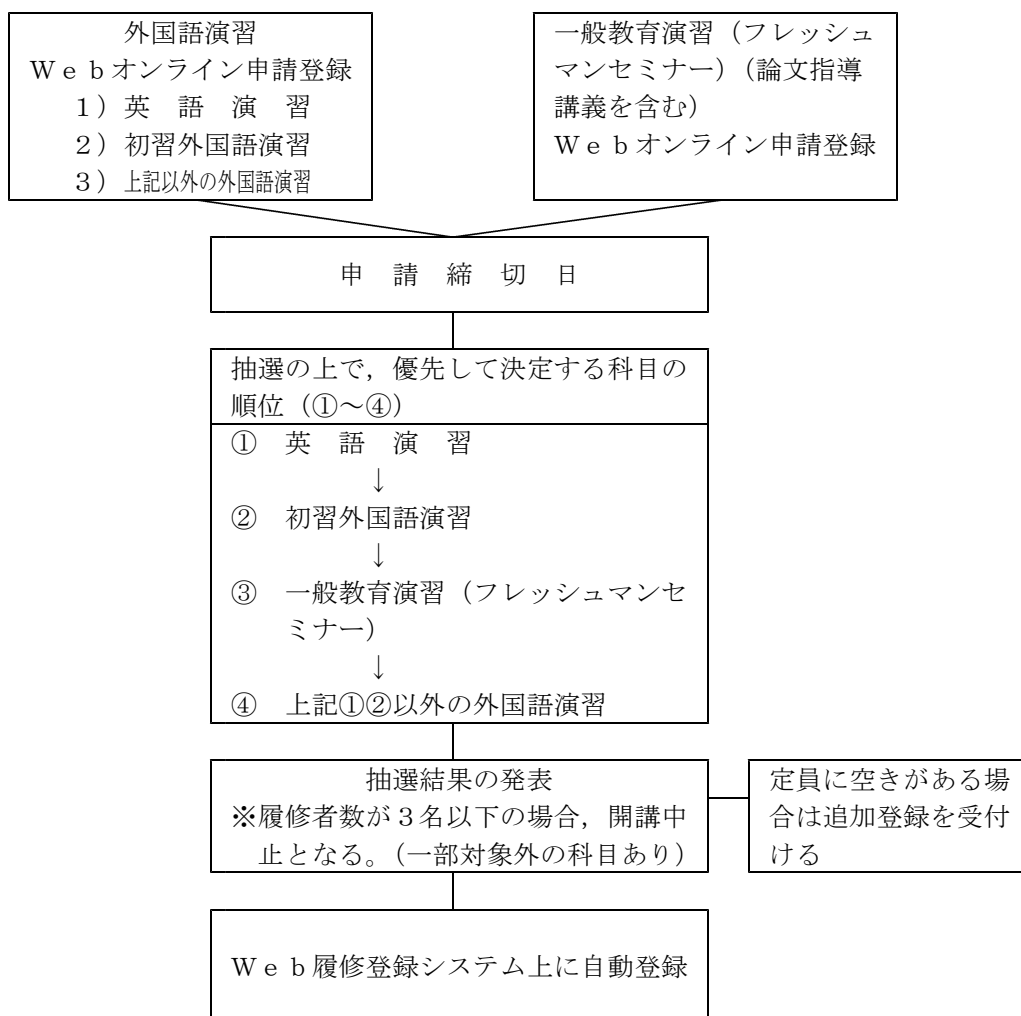 外国語演習
Ｗｅｂオンライン申請登録
１）英　語　演　習
２）初習外国語演習
３）上記以外の外国語演習
一般教育演習（フレッシュ
マンセミナー）（論文指導
講義を含む）
Ｗｅｂオンライン申請登録
申　請　締　切　日
抽選の上で，優先して決定する科目の
順位（①～④）
①　英　語　演　習
↓
②　初習外国語演習
↓
③　一般教育演習（フレッシュマンセ
ミナー）
↓
④　上記①②以外の外国語演習
抽選結果の発表
※履修者数が３名以下の場合，開講中
止となる。（一部対象外の科目あり）
定員に空きがある場
合は追加登録を受付
ける
Ｗｅｂ履修登録システム上に自動登録